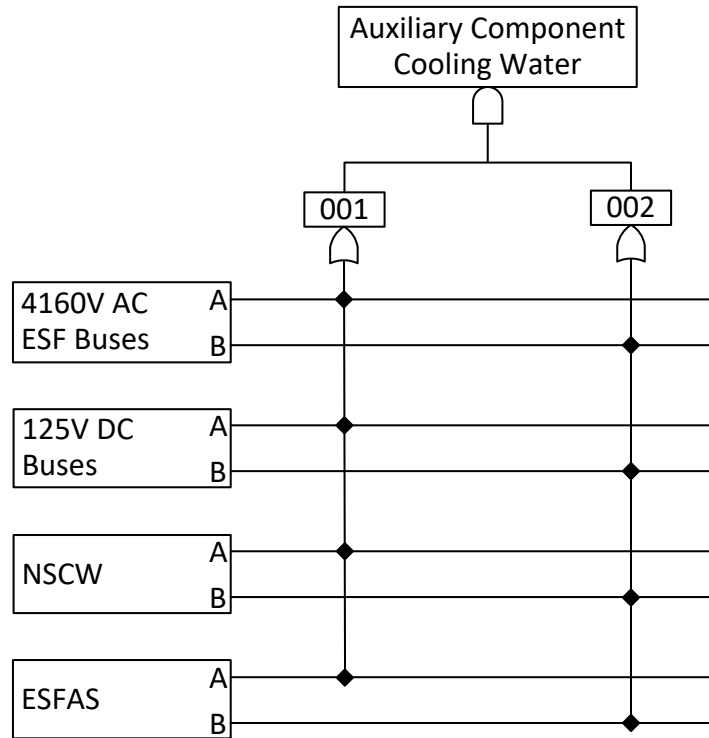 Auxiliary Component
Cooling Water
001
002
4160V AC
ESF Buses
A
B
125V DC
Buses
A
B
NSCW
A
B
ESFAS
A
B